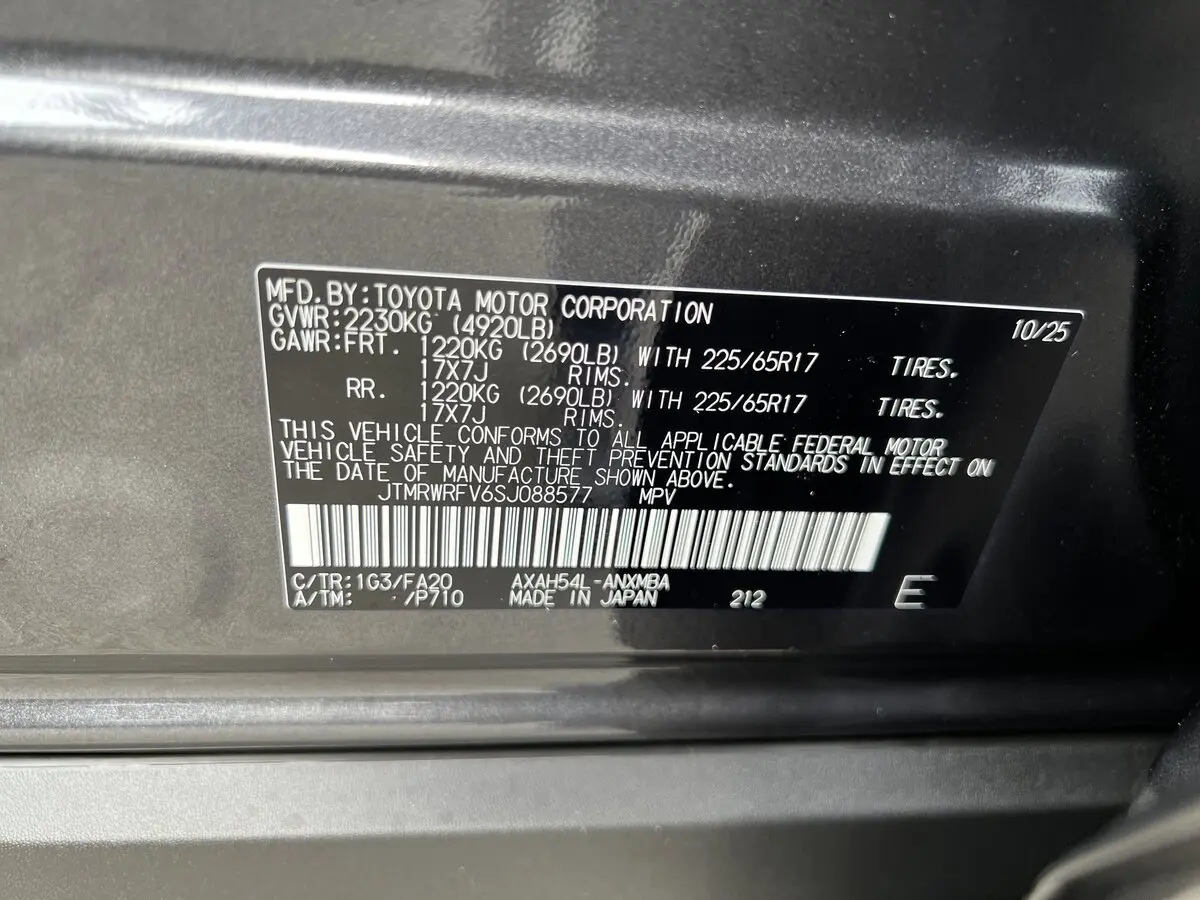 MFD.BY:TOYOTA MOTOR CORPORATION 10/25
GVWR:2230KG (4920LB)
GAWR:FRT. 1220KG (2690LB) WITH 225/65R17 TIRES.
17X7J RIMS.
RR. 1220KG (2690LB) WITH 225/65R17 TIRES.
17X7J RIMS.
THIS VEHICLE CONFORMS TO ALL APPLICABLE FEDERAL MOTOR
VEHICLE SAFETY AND THEFT PREVENTION STANDARDS IN EFFECT ON
THE DATE OF MANUFACTURE SHOWN ABOVE.
JTMRWRFV6SJ088577 MPV
C/TR:1G3/FA20 AXAH54L-ANXMBA
A/TM: /P710 MADE IN JAPAN 212 E